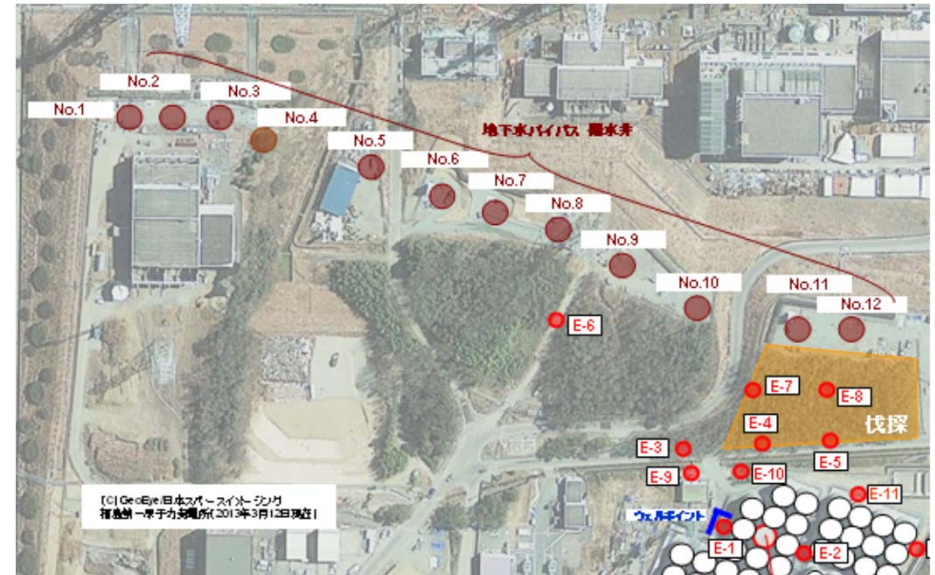 No.1
No.2
No.3
No.4
No.5
No.6
No.7
No.8
No.9
No.10
No.11
No.12
地下水バイパス 揚水井
E-6
E-7
E-8
E-4
伐採
E-3
E-5
E-9
E-10
E-11
ウェルポイント
E-1
E-2
(C)GeoEye/日本スペースイメージング
福島第一原子力発電所(2013年3月12日現在)